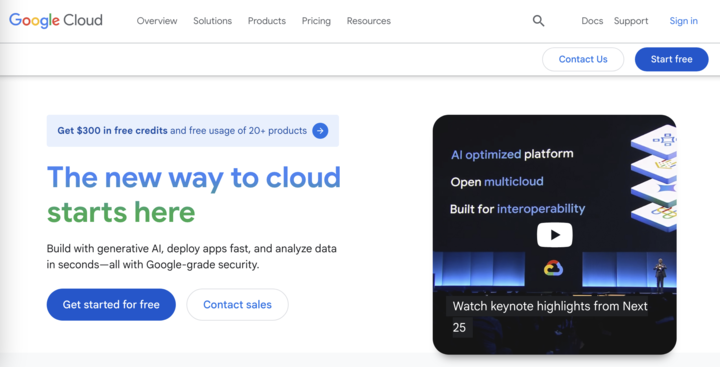 Google Cloud
Overview
Solutions
Products
Pricing
Resources
Docs
Support
Sign in
Contact Us
Start free
Get $300 in free credits and free usage of 20+ products
The new way to cloud
starts here
Build with generative AI, deploy apps fast, and analyze data
in seconds—all with Google-grade security.
Get started for free
Contact sales
AI optimized platform
Open multicloud
Built for interoperability
Watch keynote highlights from Next
25